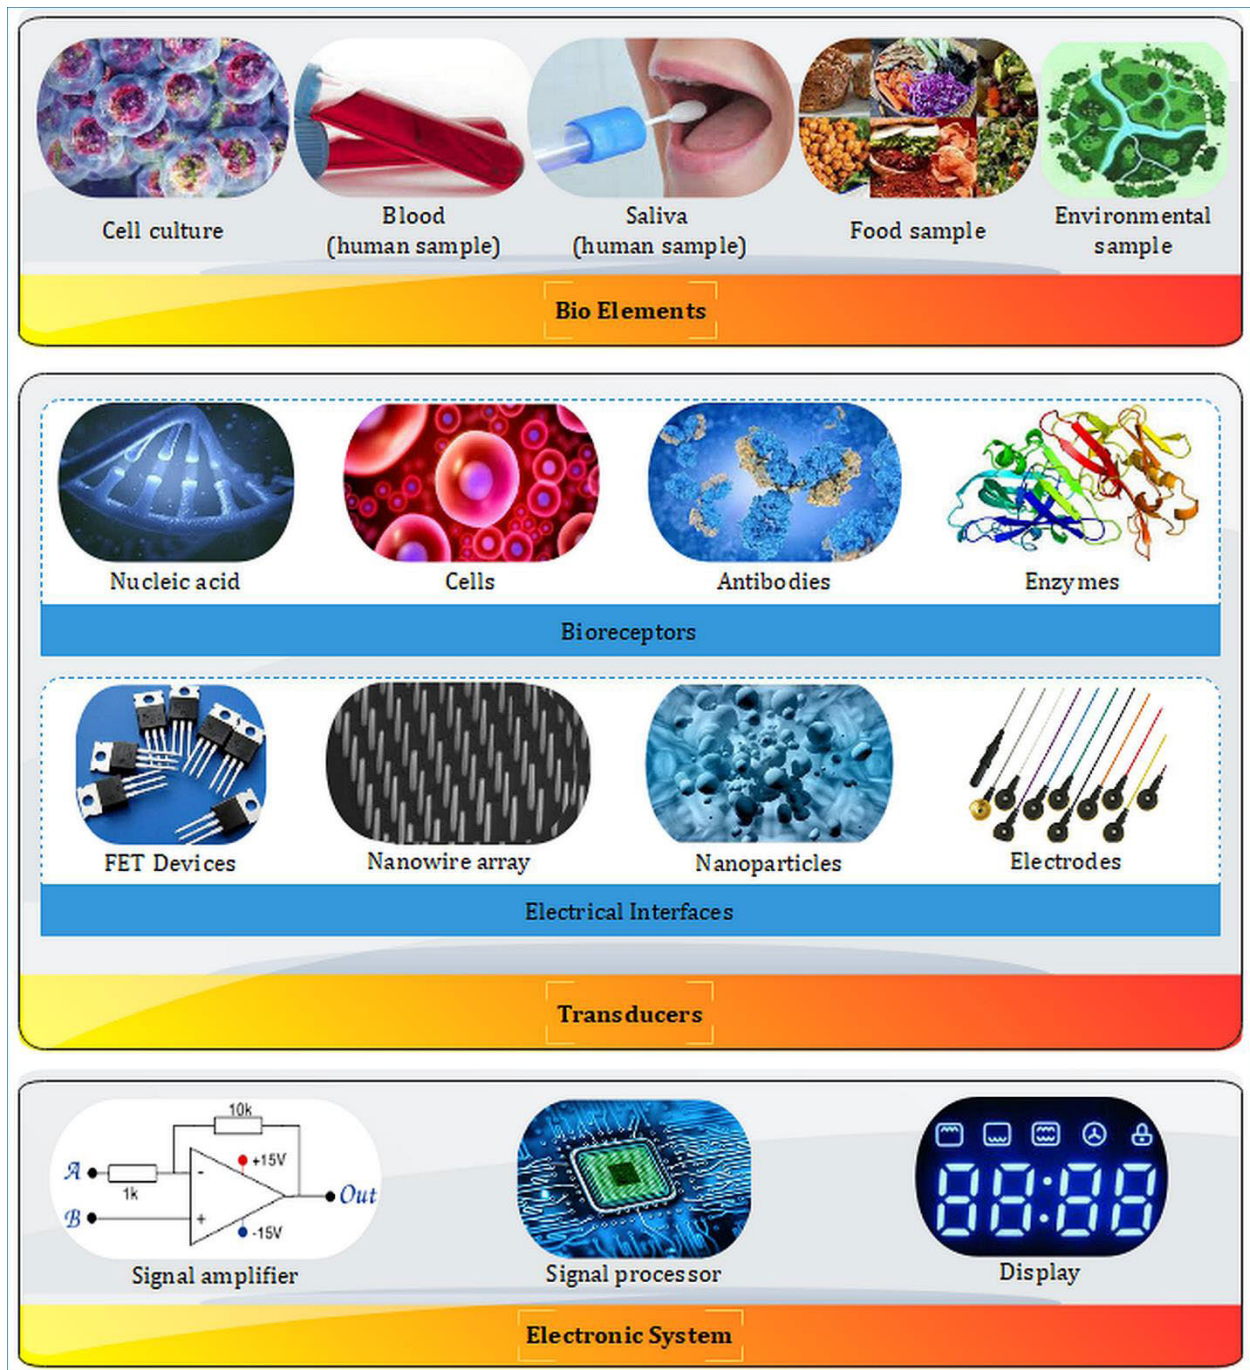 Cell culture
Blood
(human sample)
Saliva
(human sample)
Food sample
Environmental
sample
Bio Elements
Nucleic acid
Cells
Antibodies
Enzymes
Bioreceptors
FET Devices
Nanowire array
Nanoparticles
Electrodes
Electrical Interfaces
Transducers
10k
A
1k
-
+15V
B
+
-15V
Out
88:88
Signal amplifier
Signal processor
Display
Electronic System